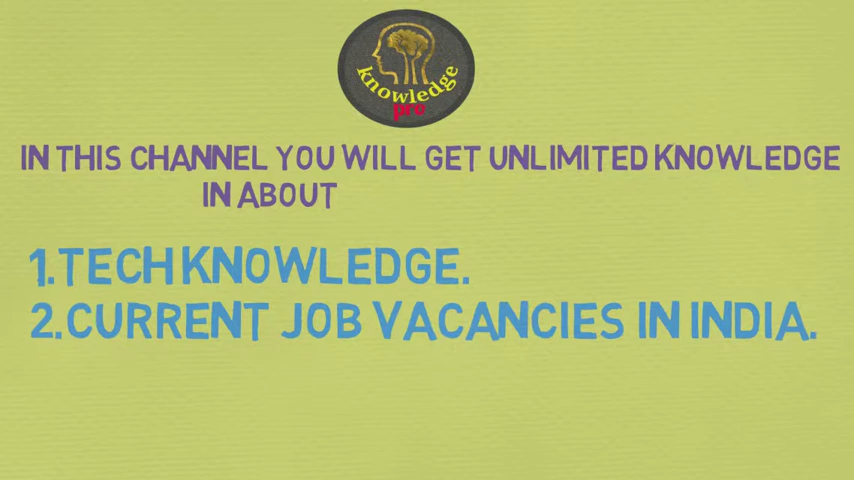 knowledge
pro
IN THIS CHANNEL YOU WILL GET UNLIMITED KNOWLEDGE
IN ABOUT
1.TECH KNOWLEDGE.
2.CURRENT JOB VACANCIES IN INDIA.